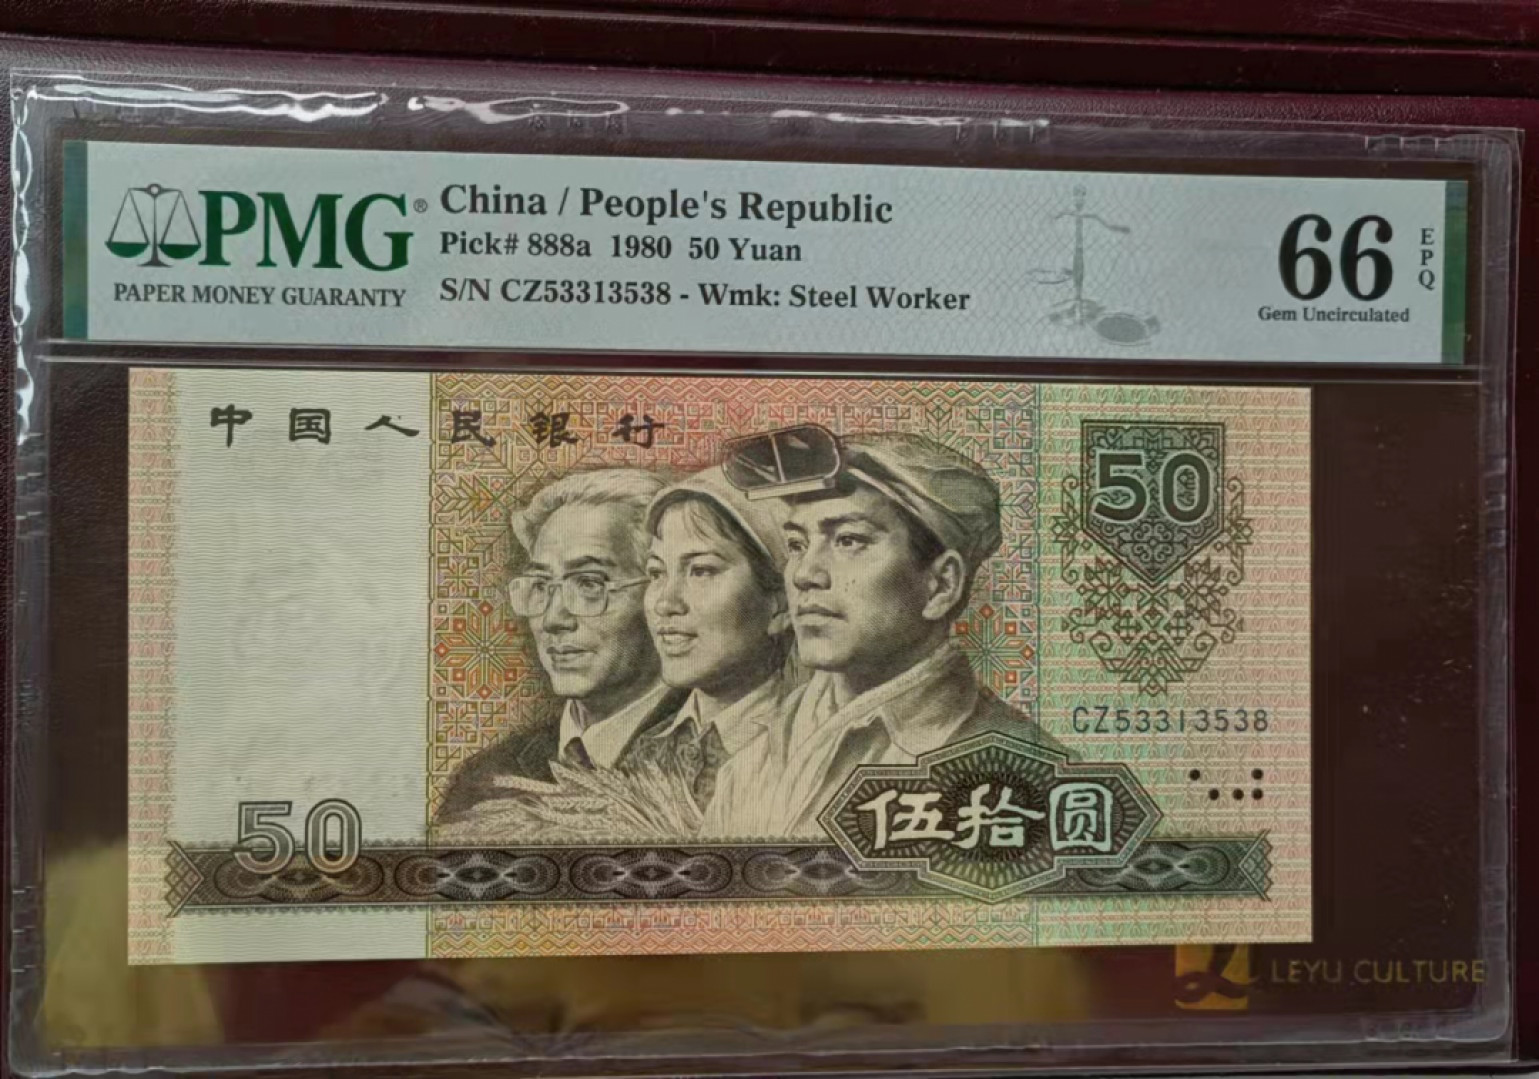 PMG®
PAPER MONEY GUARANTY
China / People's Republic
Pick# 888a 1980 50 Yuan
S/N CZ53313538 - Wmk: Steel Worker
66
EPQ
Gem Uncirculated
中国人民银行
50
CZ53313538
50
伍拾圆
LEYU CULTURE